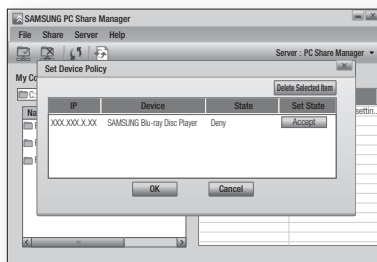 SAMSUNG PC Share Manager
File Share Server Help
Server : PC Share Manager
Set Device Policy
My Co
Delete Selected Item
C:
IP Device State Set State
Na
settin..
XXX.XXX.X.XX SAMSUNG Blu-ray Disc Player Deny Accept
OK Cancel